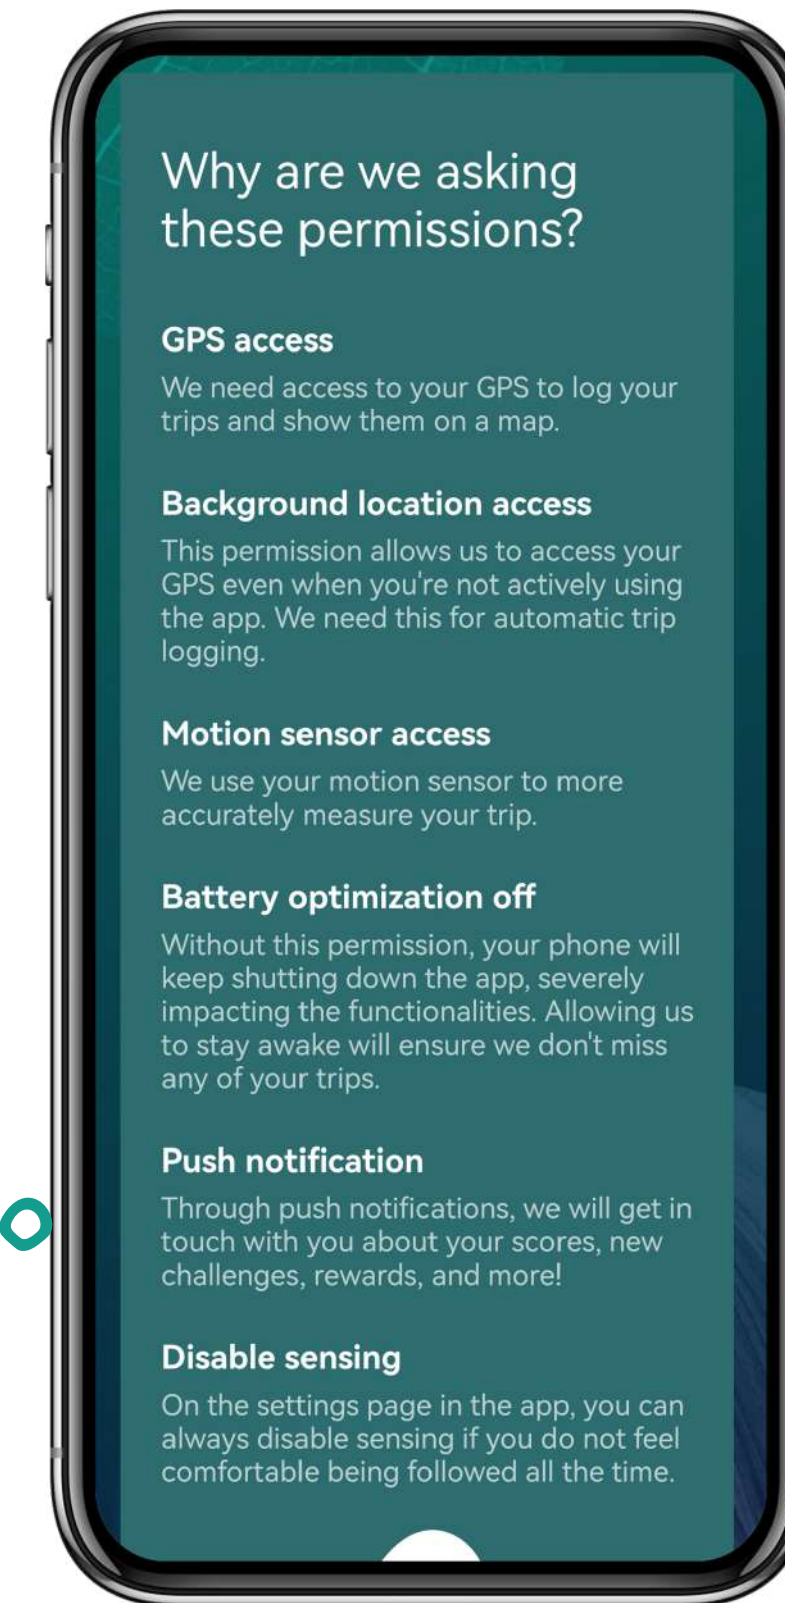 Why are we asking
these permissions?
GPS access
We need access to your GPS to log your
trips and show them on a map.
Background location access
This permission allows us to access your
GPS even when you're not actively using
the app. We need this for automatic trip
logging.
Motion sensor access
We use your motion sensor to more
accurately measure your trip.
Battery optimization off
Without this permission, your phone will
keep shutting down the app, severely
impacting the functionalities. Allowing us
to stay awake will ensure we don't miss
any of your trips.
Push notification
Through push notifications, we will get in
touch with you about your scores, new
challenges, rewards, and more!
Disable sensing
On the settings page in the app, you can
always disable sensing if you do not feel
comfortable being followed all the time.